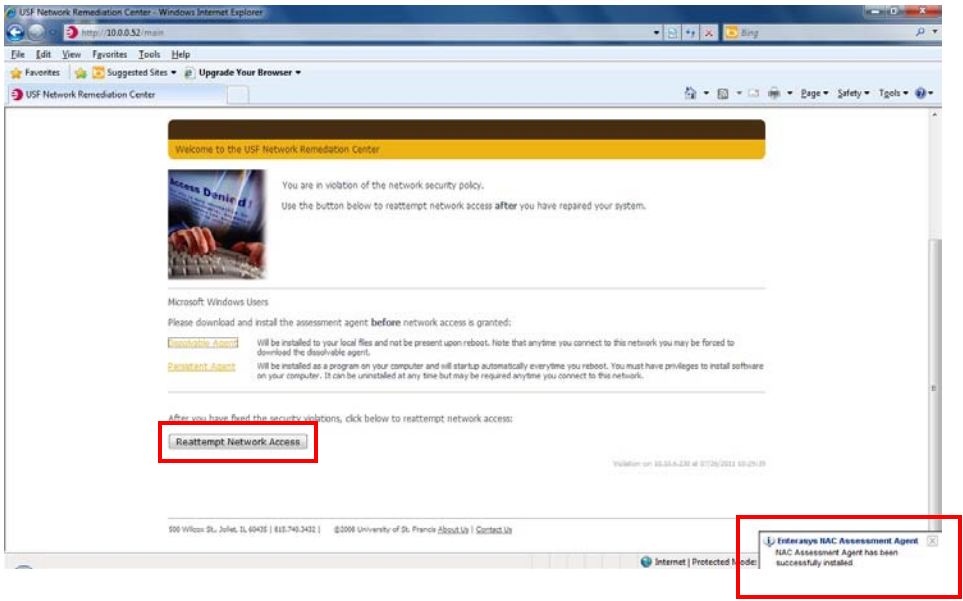 USF Network Remediation Center - Windows Internet Explorer
http://10.0.0.52/main
Bing
File Edit View Favorites Tools Help
Favorites Suggested Sites Upgrade Your Browser
USF Network Remediation Center
Page Safety Tools
Welcome to the USF Network Remediation Center
Access Denied!
You are in violation of the network security policy.
Use the button below to reattempt network access after you have repaired your system.
Microsoft Windows Users
Please download and install the assessment agent before network access is granted:
Dissolvable Agent
Will be installed to your local files and not be present upon reboot. Note that anytime you connect to this network you may be forced to
download the dissolvable agent.
Persistent Agent
Will be installed as a program on your computer and will startup automatically everytime you reboot. You must have privileges to install software
on your computer. It can be uninstalled at any time but may be required anytime you connect to this network.
After you have fixed the security violations, click below to reattempt network access:
Reattempt Network Access
Violation on at
500 Wilcox St., Joliet, IL 60435 | 815.740.3432 | ©2008 University of St. Francis About Us | Contact Us
Enterasys NAC Assessment Agent
NAC Assessment Agent has been
successfully installed.
Internet | Protected Mode: